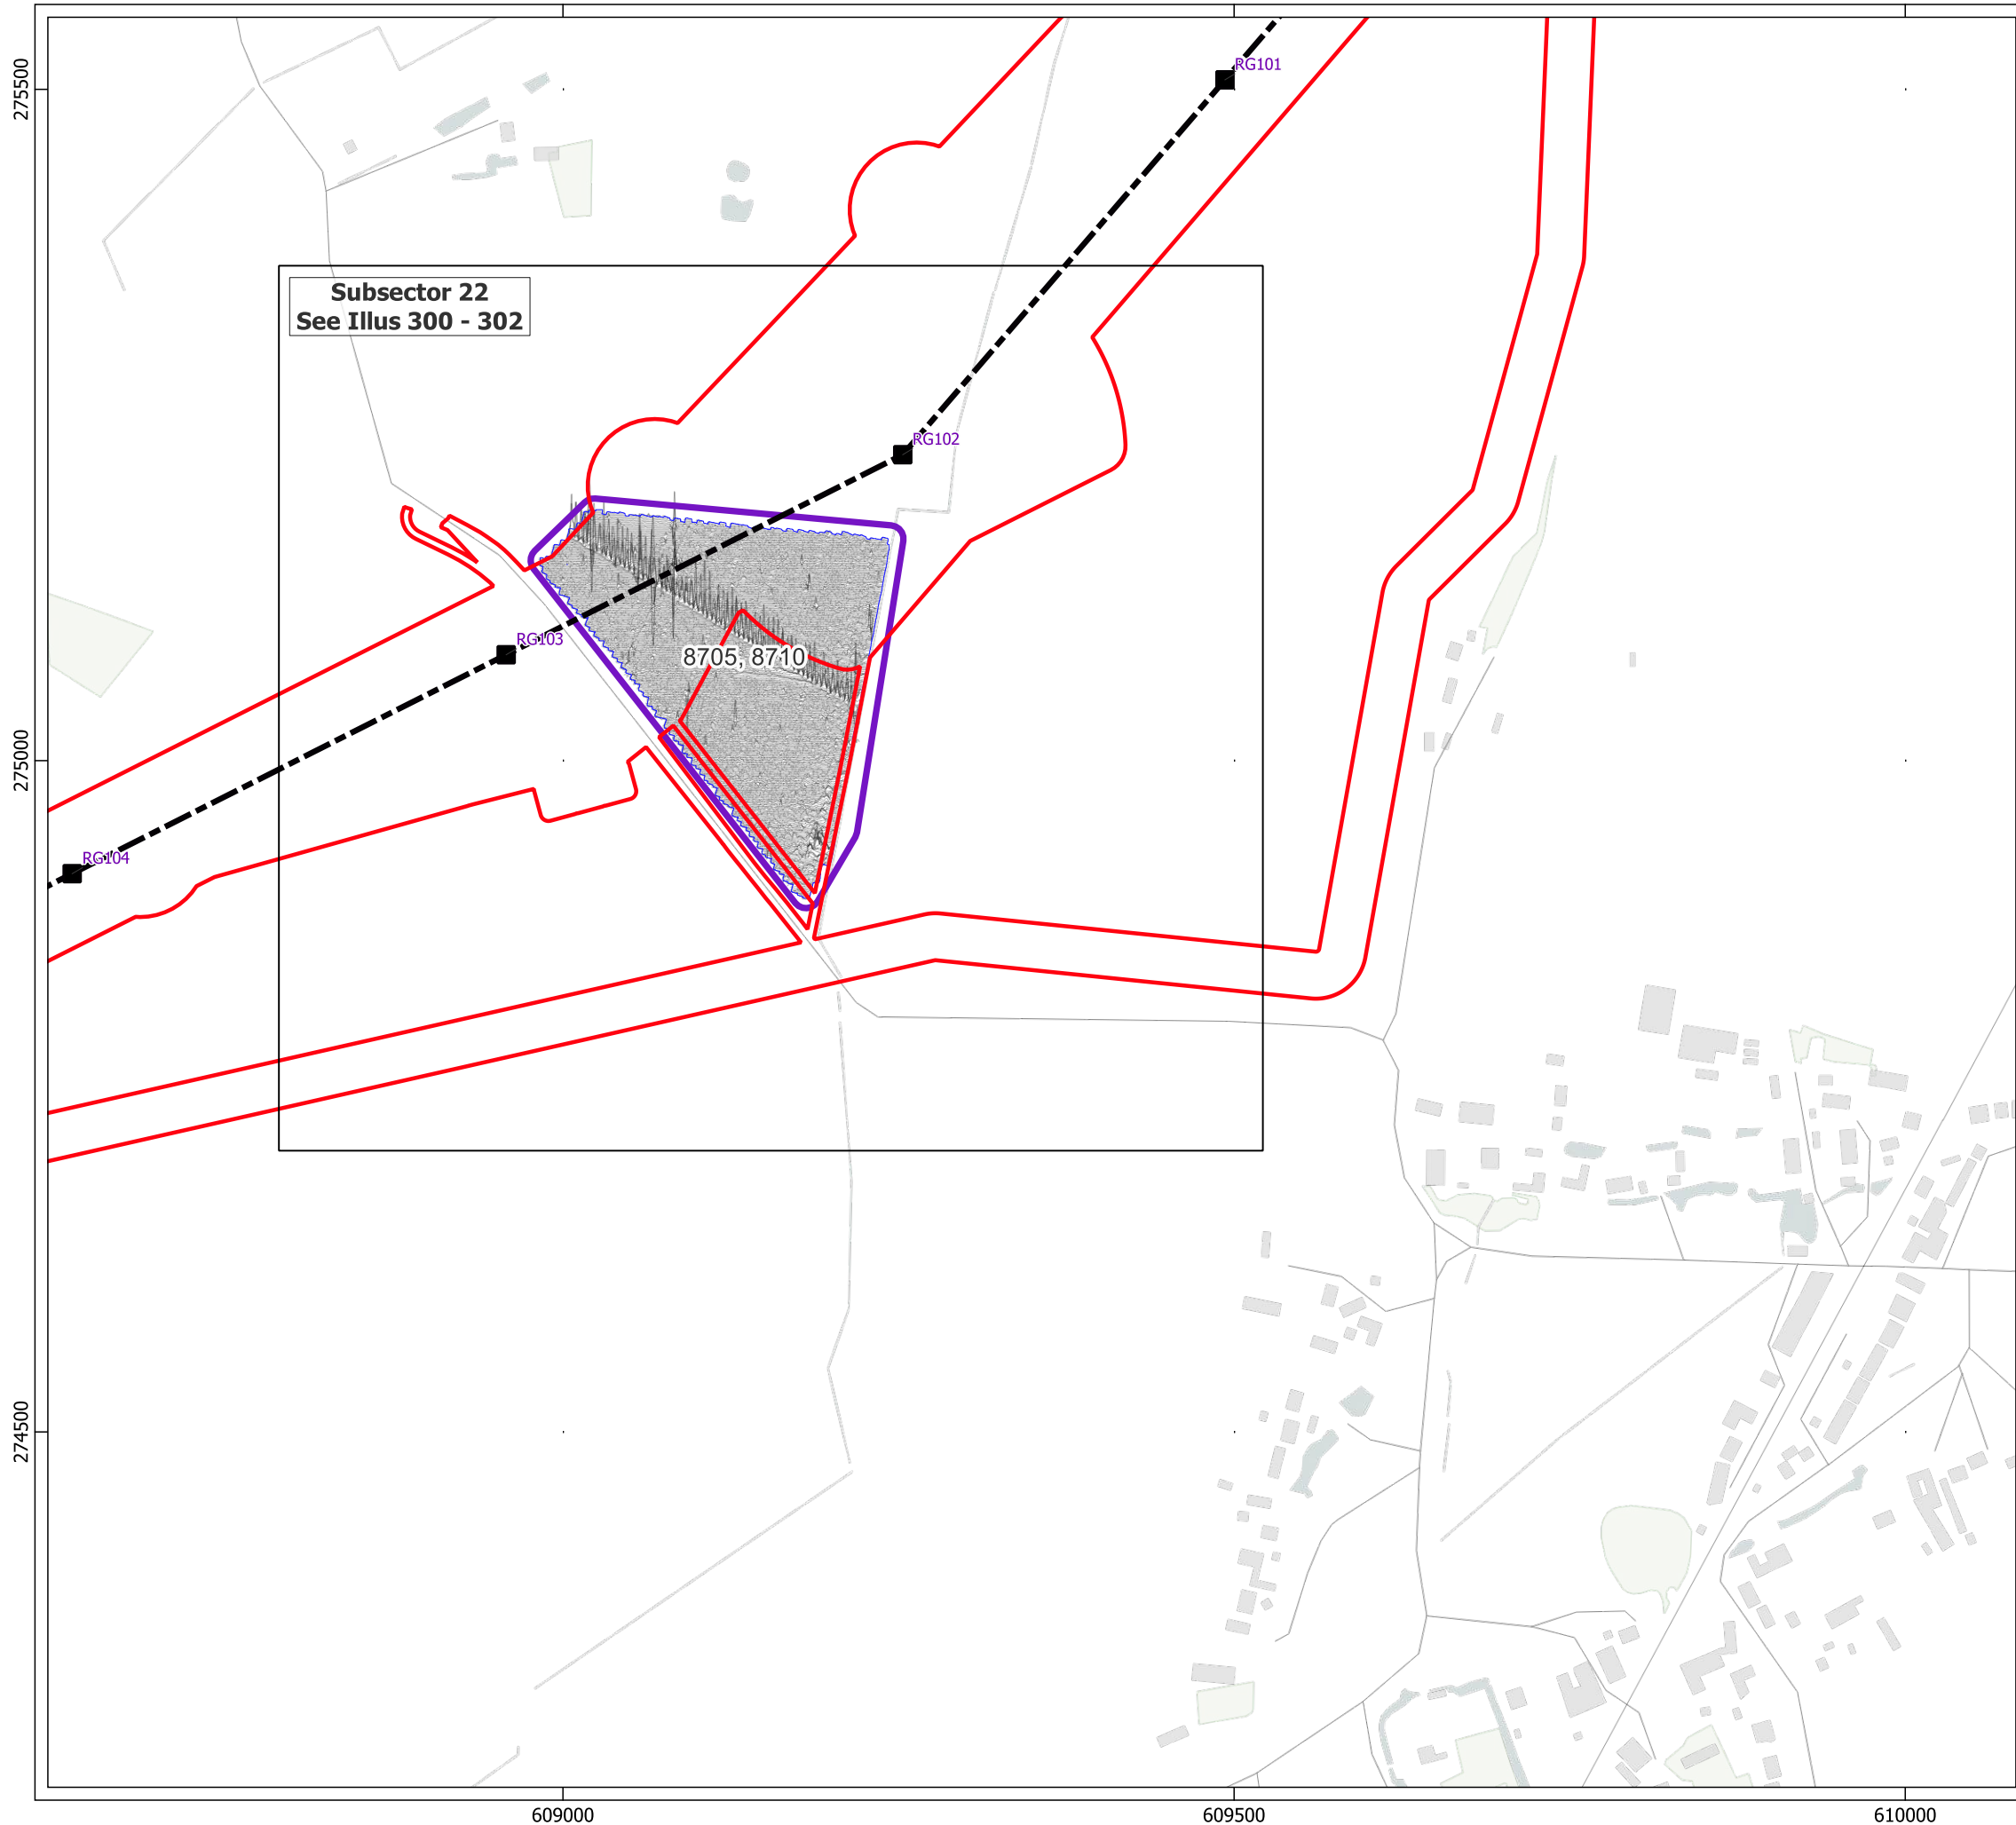 RG101
275500
Subsector 22
See Illus 300 - 302
RG102
RG103
8705, 8710
275000
RG104
274500
609000
609500
610000